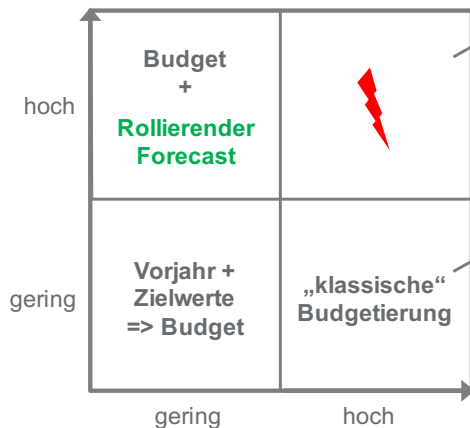 Budget
+
Rollierender
Forecast
hoch
Vorjahr +
Zielwerte
=> Budget
„klassische“
Budgetierung
gering
gering
hoch